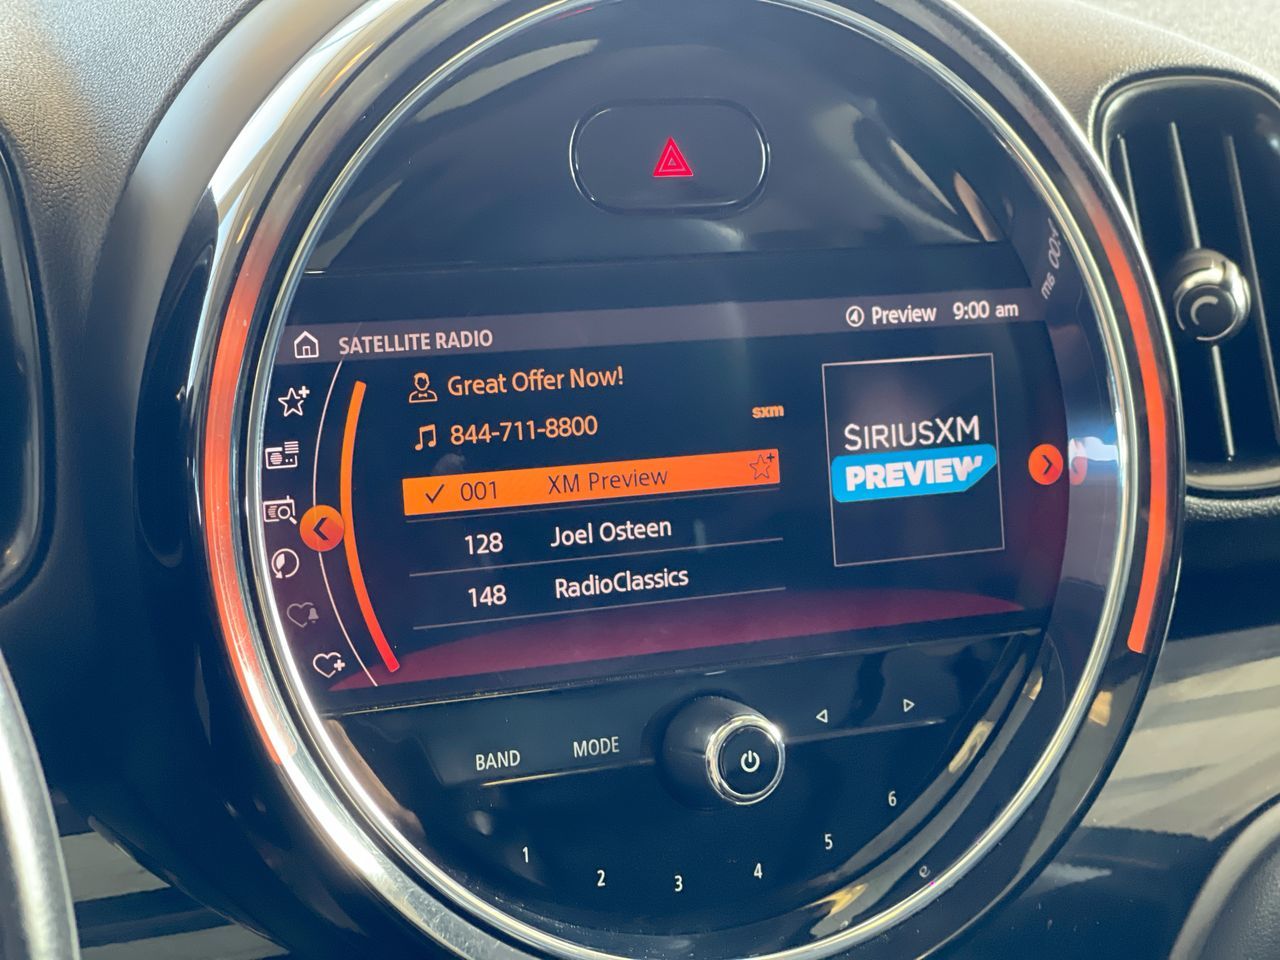 SATELLITE RADIO
④ Preview 9:00 am
Great Offer Now!
844-711-8800
sxm
001 XM Preview
128 Joel Osteen
148 RadioClassics
SIRIUSXM
PREVIEW
BAND
MODE
1
2
3
4
5
6